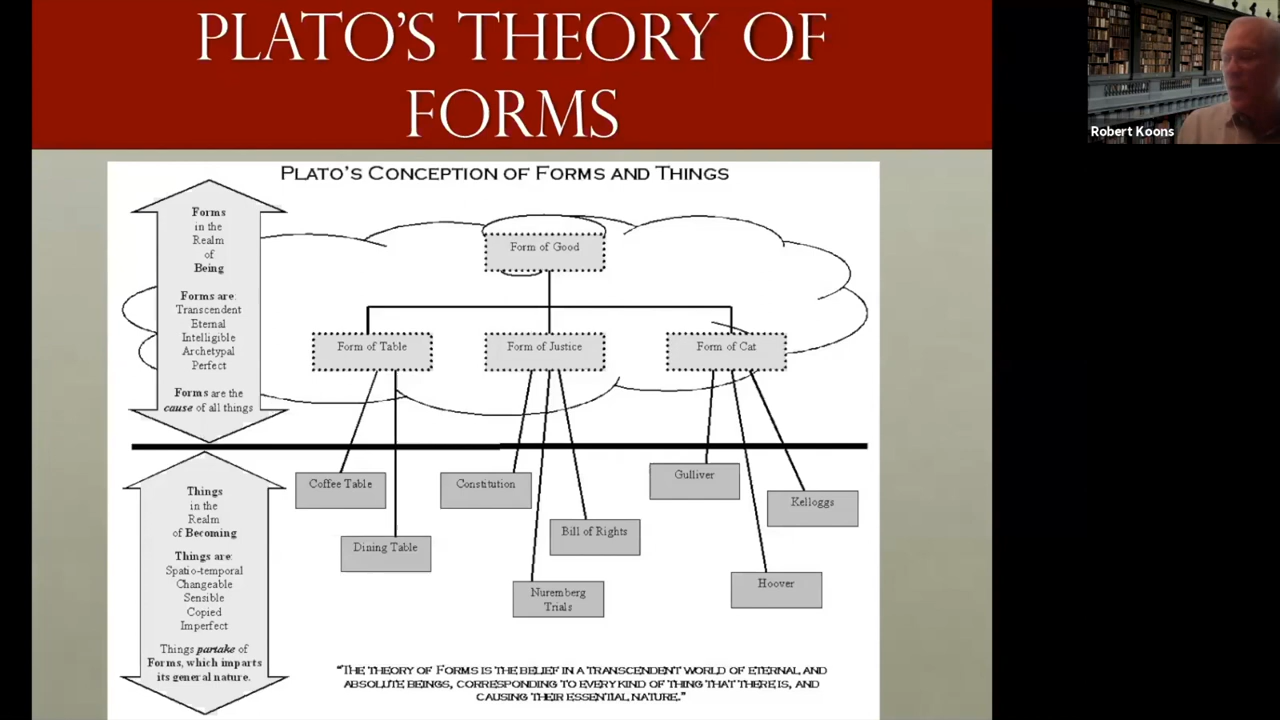 PLATO'S THEORY OF
FORMS
Robert Koons
PLATO'S CONCEPTION OF FORMS AND THINGS
Forms
in the
Realm
of
Being
Forms are:
Transcendent
Eternal
Intelligible
Archetypal
Perfect
Forms are the
cause of all things
Form of Good
Form of Table
Form of Justice
Form of Cat
Things
in the
Realm
of Becoming
Things are:
Spatio-temporal
Changeable
Sensible
Copied
Imperfect
Things partake of
Forms, which imparts
its general nature.
Coffee Table
Dining Table
Constitution
Bill of Rights
Nuremberg
Trials
Gulliver
Kelloggs
Hoover
"THE THEORY OF FORMS IS THE BELIEF IN A TRANSCENDENT WORLD OF ETERNAL AND
ABSOLUTE BEINGS, CORRESPONDING TO EVERY KIND OF THING THAT THERE IS, AND
CAUSING THEIR ESSENTIAL NATURE."